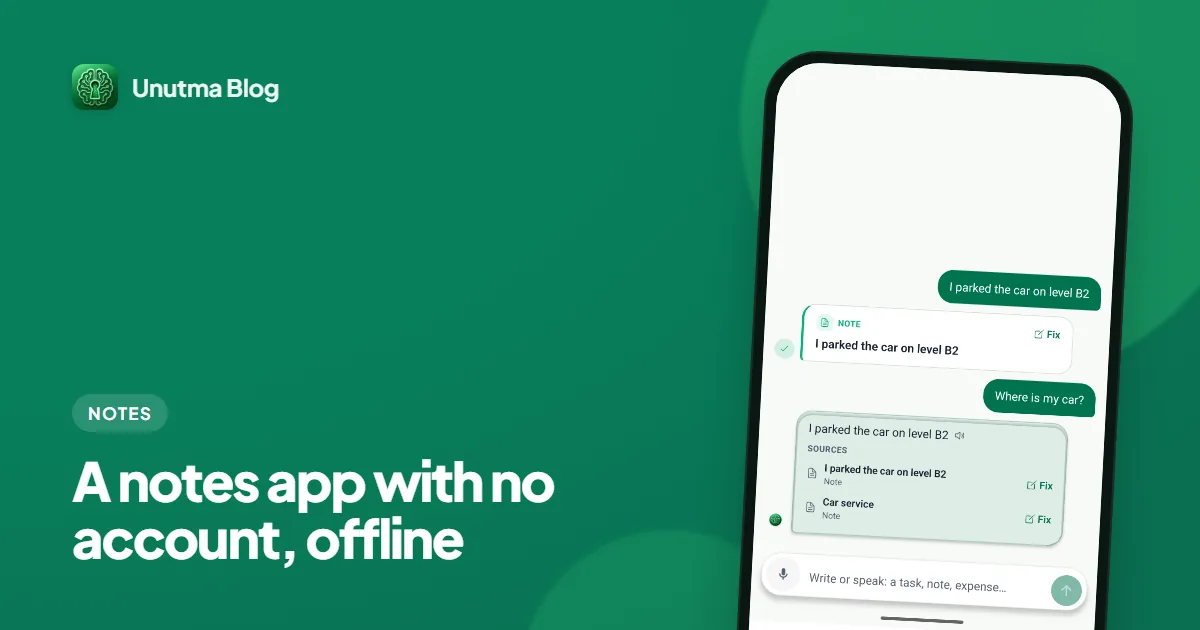 Unutma Blog
NOTES
A notes app with no
account, offline
I parked the car on level B2
NOTE
Fix
I parked the car on level B2
Where is my car?
I parked the car on level B2
SOURCES
I parked the car on level B2
Note
Fix
Car service
Note
Fix
Write or speak: a task, note, expense...